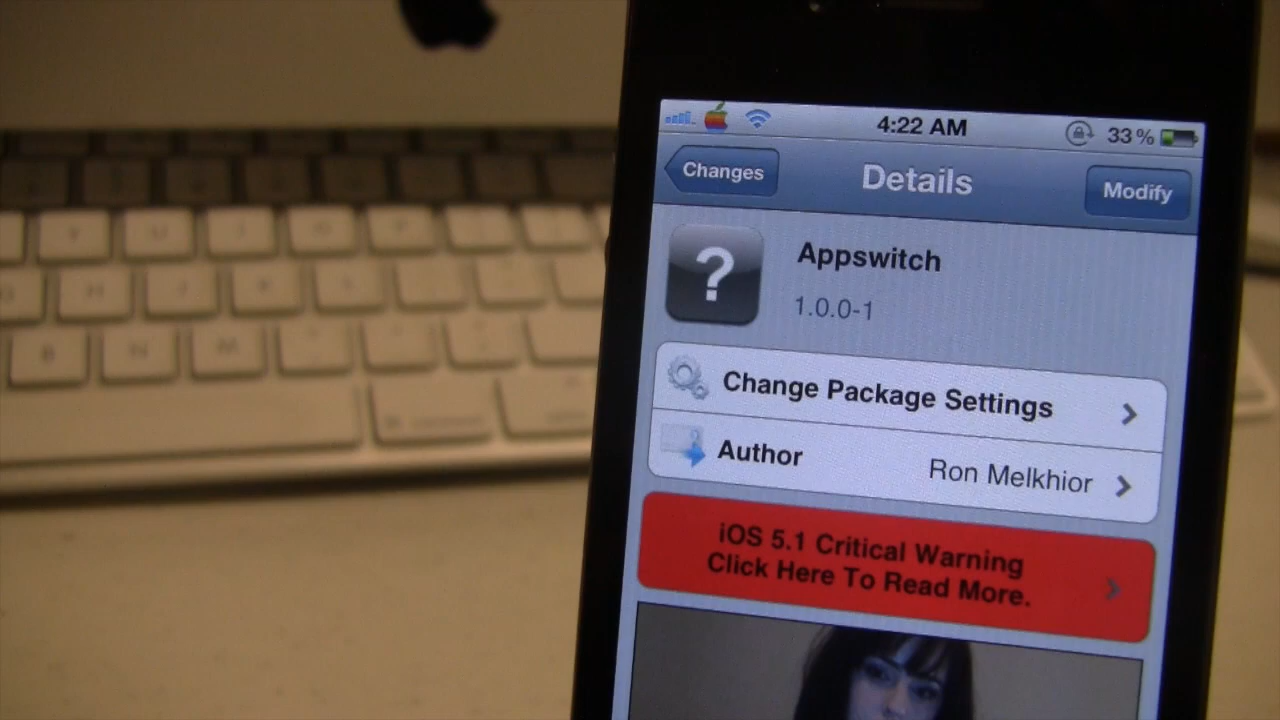 4:22 AM
33%
Changes
Details
Modify
?
Appswitch
1.0.0-1
Change Package Settings
Author
Ron Melkhior
iOS 5.1 Critical Warning
Click Here To Read More.
B
N
M